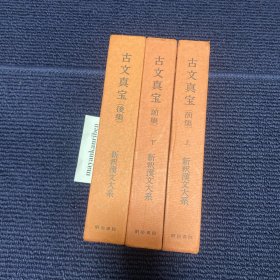 古文真宝(前集)上
新釈漢文大系
明治書院
古文真宝(前集)下
新釈漢文大系
明治書院
古文真宝(後集)
新釈漢文大系
明治書院
mayankannriben